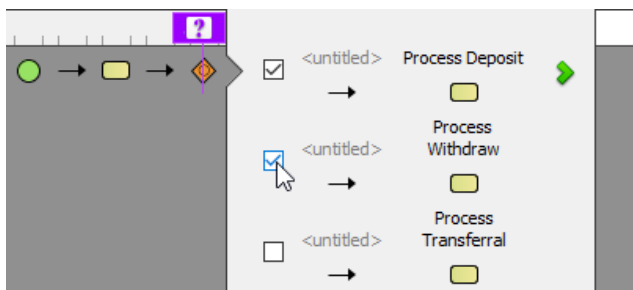 ?
<untitled> Process Deposit
Process
<untitled> Withdraw
Process
<untitled> Transferral